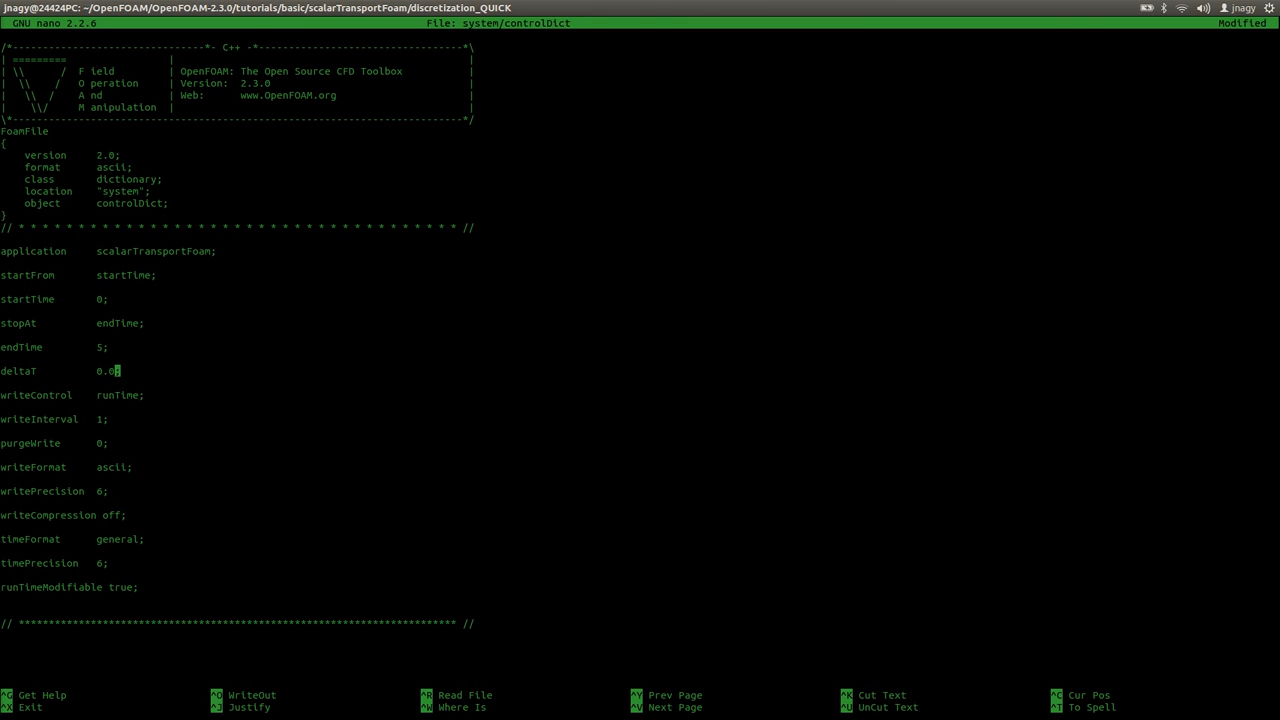 jnagy@24424PC: ~/OpenFOAM/OpenFOAM-2.3.0/tutorials/basic/scalarTransportFoam/discretization_QUICK jnagy
GNU nano 2.2.6 File: system/controlDict Modified
/*--------------------------------*- C++ -*----------------------------------*\
| ========= | |
| \\ / F ield | OpenFOAM: The Open Source CFD Toolbox |
| \\ / O peration | Version: 2.3.0 |
| \\ / A nd | Web: www.OpenFOAM.org |
| \\/ M anipulation | |
\*---------------------------------------------------------------------------*/
FoamFile
{
version 2.0;
format ascii;
class dictionary;
location "system";
object controlDict;
}
// * * * * * * * * * * * * * * * * * * * * * * * * * * * * * * * * * * * * * //
application scalarTransportFoam;
startFrom startTime;
startTime 0;
stopAt endTime;
endTime 5;
deltaT 0.0;
writeControl runTime;
writeInterval 1;
purgeWrite 0;
writeFormat ascii;
writePrecision 6;
writeCompression off;
timeFormat general;
timePrecision 6;
runTimeModifiable true;
// ************************************************************************* //
^G Get Help ^O WriteOut ^R Read File ^Y Prev Page ^K Cut Text ^C Cur Pos
^X Exit ^J Justify ^W Where Is ^V Next Page ^U UnCut Text ^T To Spell